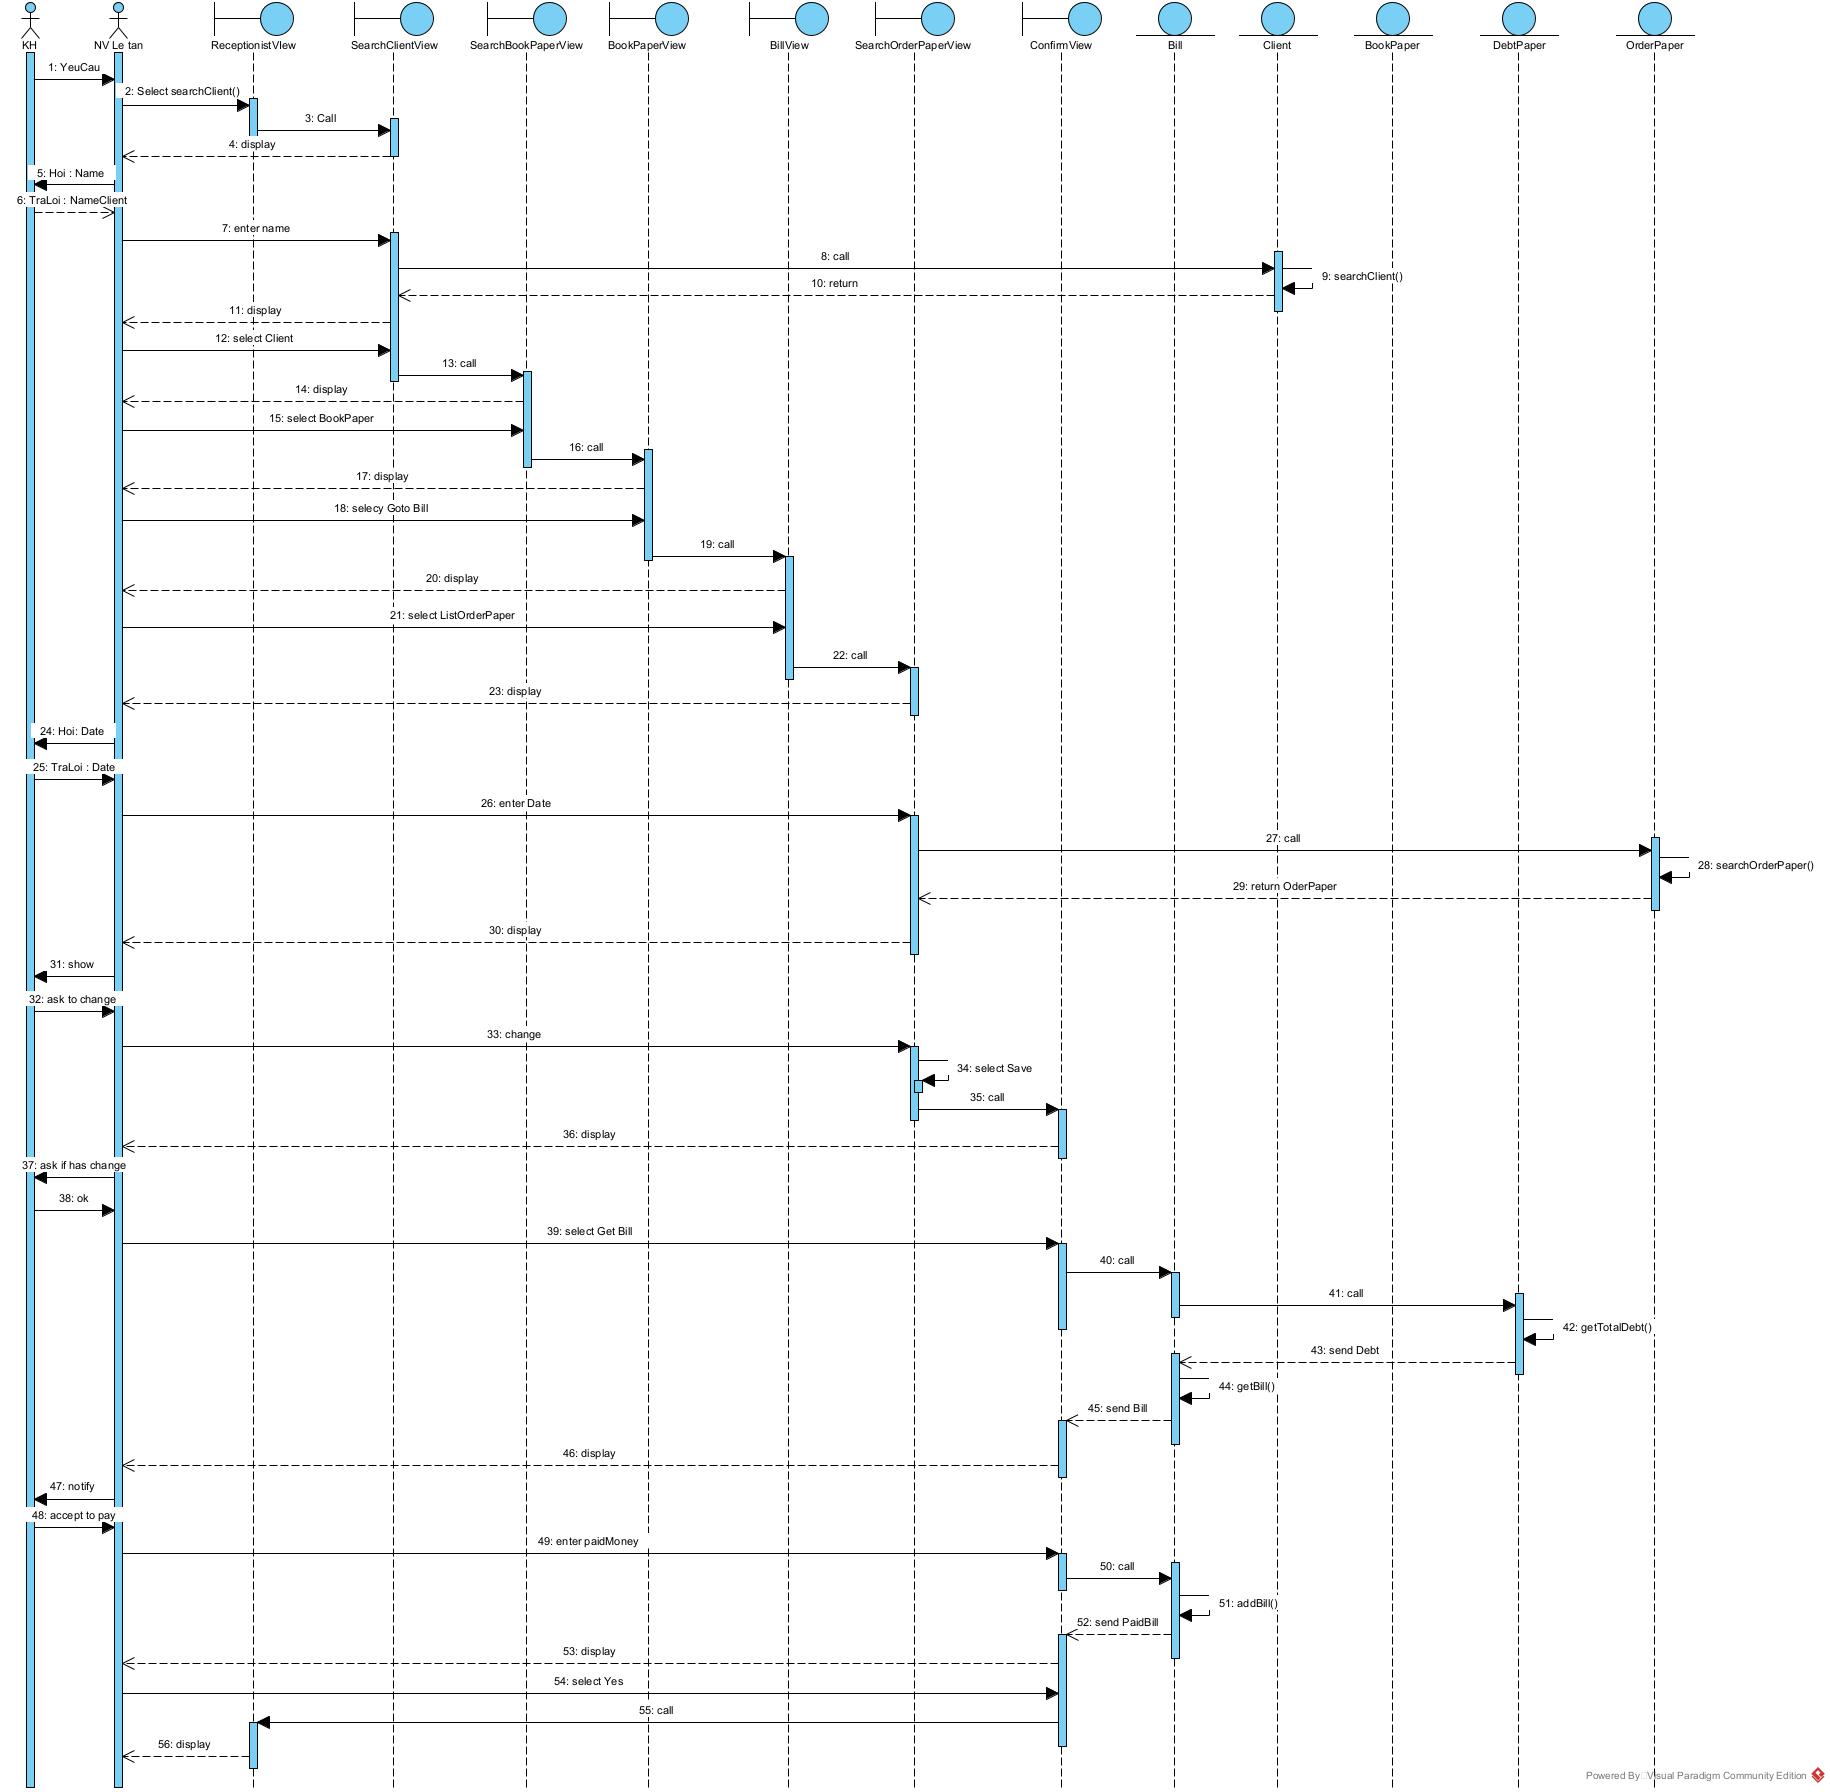 KH
NV Le tan
ReceptionistVIew
SearchClientView
SearchBookPaperView
BookPaperView
BillView
SearchOrderPaperView
ConfirmView
Bill
Client
BookPaper
DebtPaper
OrderPaper
1: YeuCau
2: Select searchClient()
3: Call
4: display
5: Hoi : Name
6: TraLoi : NameClient
7: enter name
8: call
9: searchClient()
10: return
11: display
12: select Client
13: call
14: display
15: select BookPaper
16: call
17: display
18: selecy Goto Bill
19: call
20: display
21: select ListOrderPaper
22: call
23: display
24: Hoi: Date
25: TraLoi : Date
26: enter Date
27: call
28: searchOrderPaper()
29: return OderPaper
30: display
31: show
32: ask to change
33: change
34: select Save
35: call
36: display
37: ask if has change
38: ok
39: select Get Bill
40: call
41: call
42: getTotalDebt()
43: send Debt
44: getBill()
45: send Bill
46: display
47: notify
48: accept to pay
49: enter paidMoney
50: call
51: addBill()
52: send PaidBill
53: display
54: select Yes
55: call
56: display
Powered By Visual Paradigm Community Edition